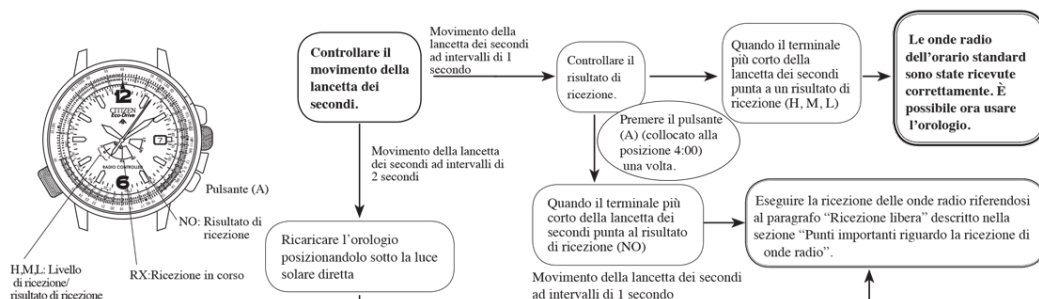 12
CITIZEN
Eco-Drive
7
RADIO CONTROLLED
6
Pulsante (A)
NO: Risultato di
ricezione
RX:Ricezione in corso
H,M,L: Livello
di ricezione/
risultato di ricezione
Controllare il
movimento della
lancetta dei
secondi.
Movimento della
lancetta dei secondi
ad intervalli di 1
secondo
Controllare il
risultato di
ricezione.
Quando il terminale
più corto della
lancetta dei secondi
punta a un risultato di
ricezione (H, M, L)
Le onde radio
dell'orario standard
sono state ricevute
correttamente. È
possibile ora usare
l'orologio.
Premere il pulsante
(A) (collocato alla
posizione 4:00)
una volta.
Movimento della lancetta
dei secondi ad intervalli di
2 secondi
Ricaricare l'orologio
posizionandolo sotto la luce
solare diretta
Quando il terminale più
corto della lancetta dei
secondi punta al risultato
di ricezione (NO)
Eseguire la ricezione delle onde radio riferendosi
al paragrafo “Ricezione libera” descritto nella
sezione “Punti importanti riguardo la ricezione di
onde radio”.
Movimento della lancetta dei secondi
ad intervalli di 1 secondo